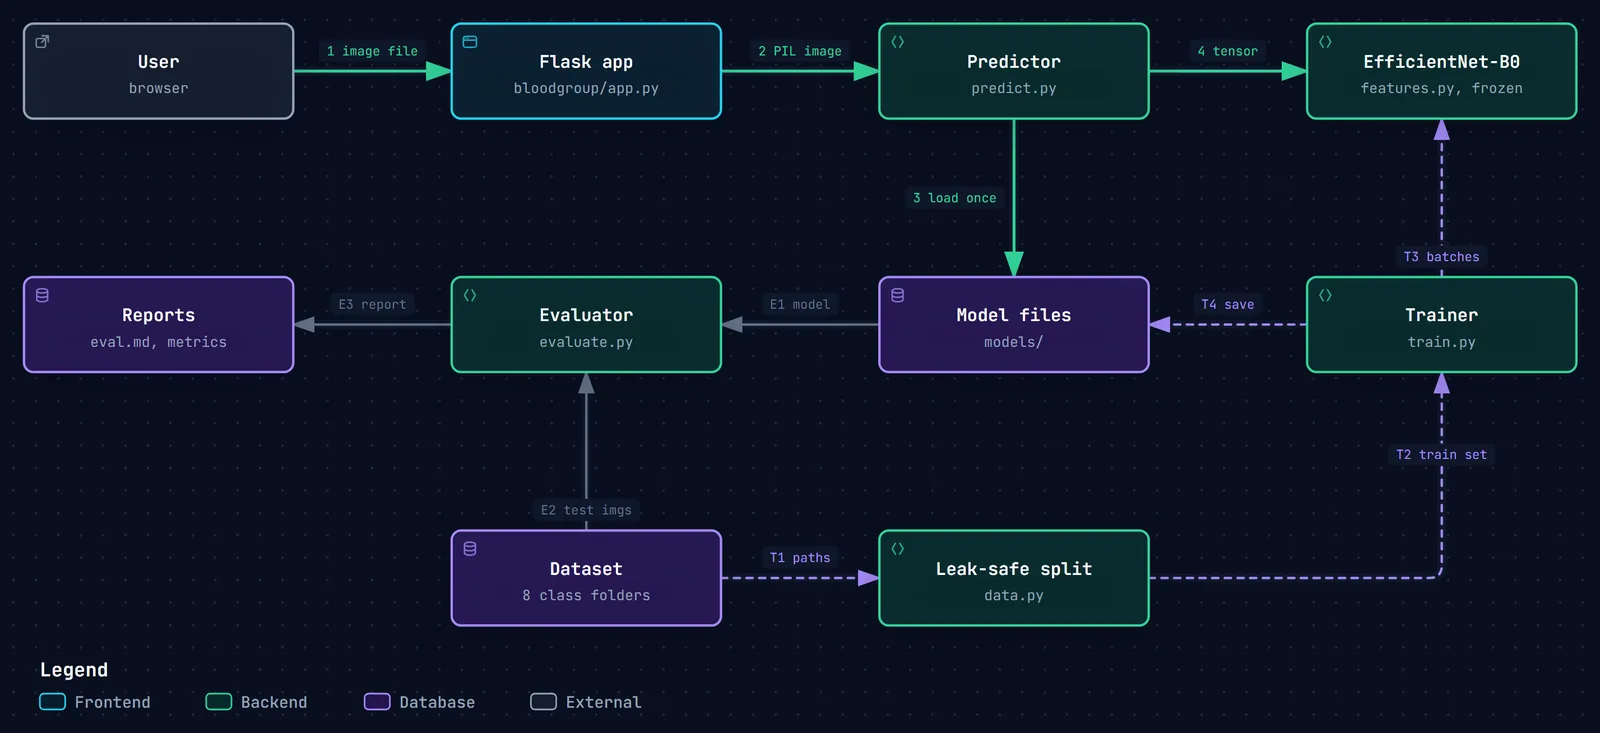 User
browser
1 image file
Flask app
bloodgroup/app.py
2 PIL image
Predictor
predict.py
4 tensor
EfficientNet-B0
features.py, frozen
3 load once
T3 batches
Reports
eval.md, metrics
E3 report
Evaluator
evaluate.py
E1 model
Model files
models/
T4 save
Trainer
train.py
T2 train set
E2 test imgs
Dataset
8 class folders
T1 paths
Leak-safe split
data.py
Legend
Frontend
Backend
Database
External